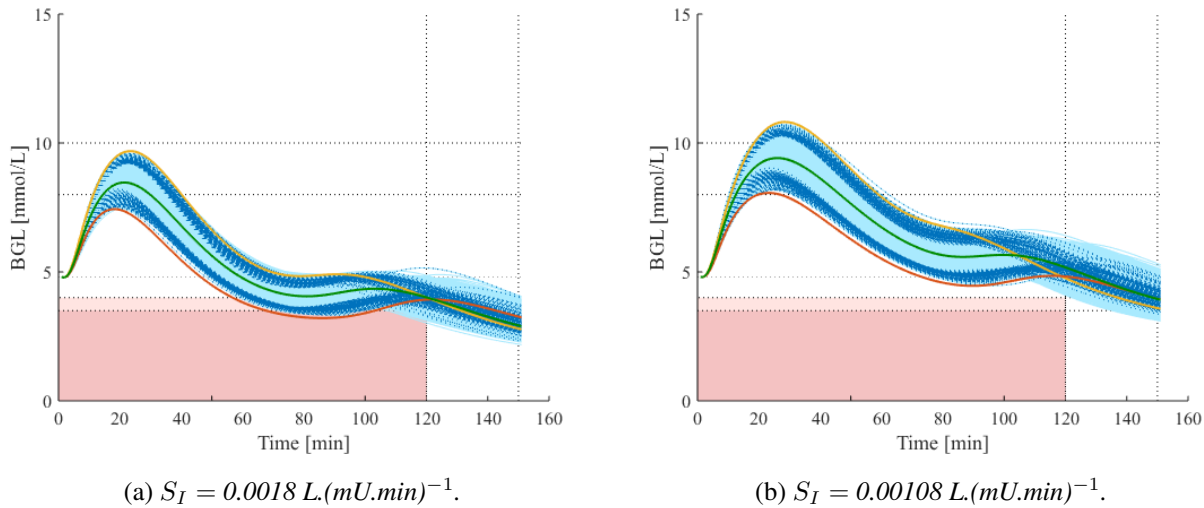 15
10
5
0
BGL [mmol/L]
0 20 40 60 80 100 120 140 160
Time [min]
(a) S_I = 0.0018 L.(mU.min)⁻¹.
15
10
5
0
BGL [mmol/L]
0 20 40 60 80 100 120 140 160
Time [min]
(b) S_I = 0.00108 L.(mU.min)⁻¹.